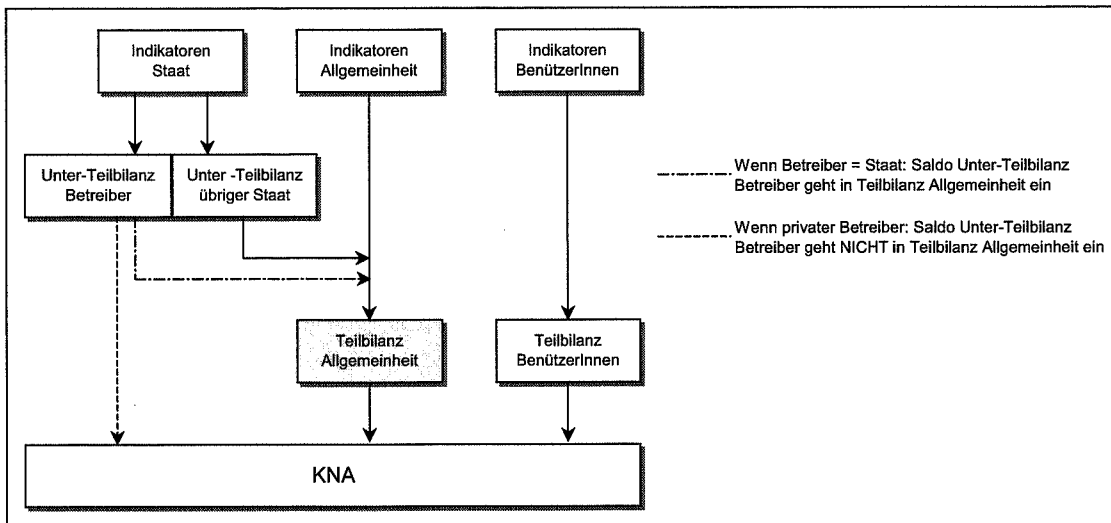 Indikatoren
Staat
Indikatoren
Allgemeinheit
Indikatoren
BenützerInnen
Unter-Teilbilanz
Betreiber
Unter -Teilbilanz
übriger Staat
Wenn Betreiber = Staat: Saldo Unter-Teilbilanz
Betreiber geht in Teilbilanz Allgemeinheit ein
Wenn privater Betreiber: Saldo Unter-Teilbilanz
Betreiber geht NICHT in Teilbilanz Allgemeinheit ein
Teilbilanz
Allgemeinheit
Teilbilanz
BenützerInnen
KNA